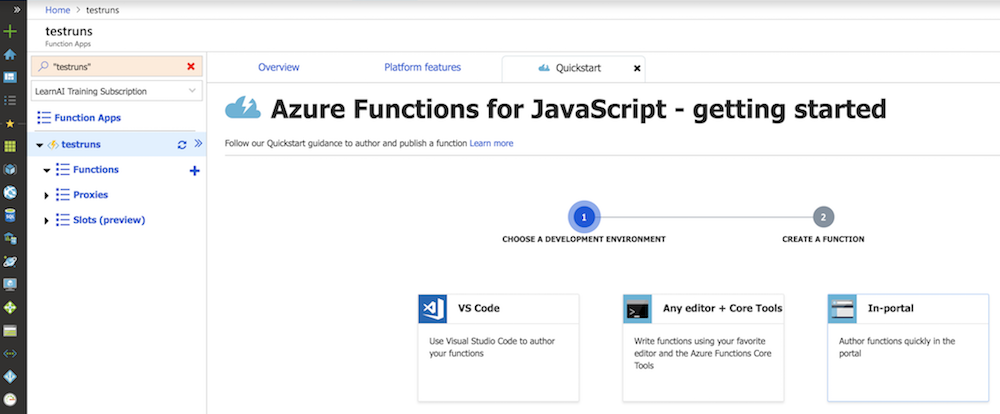 Home > testruns
testruns
Function Apps
"testruns"
LearnAI Training Subscription
Function Apps
testruns
Functions
Proxies
Slots (preview)
Overview
Platform features
Quickstart
Azure Functions for JavaScript - getting started
Follow our Quickstart guidance to author and publish a function Learn more
1
2
CHOOSE A DEVELOPMENT ENVIRONMENT
CREATE A FUNCTION
VS Code
Use Visual Studio Code to author
your functions
Any editor + Core Tools
Write functions using your favorite
editor and the Azure Functions Core
Tools
In-portal
Author functions quickly in the
portal